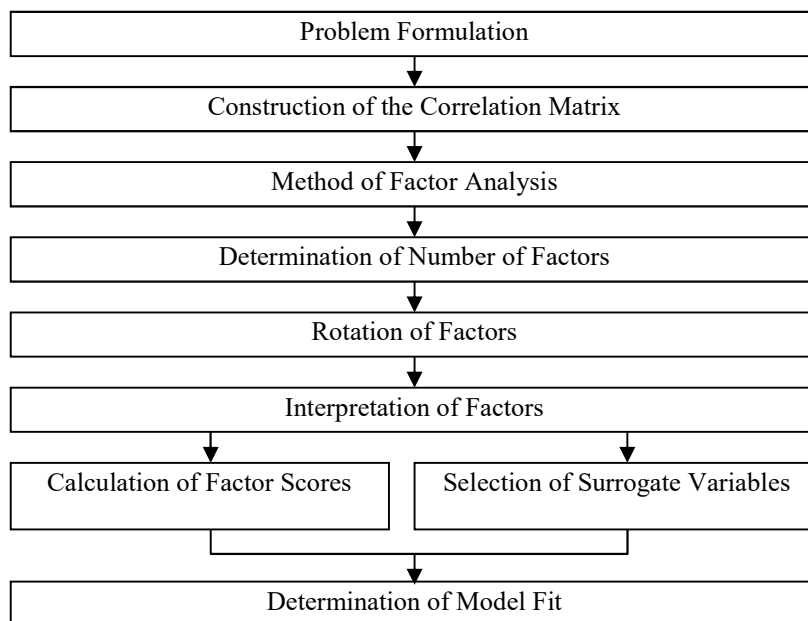 Problem Formulation
Construction of the Correlation Matrix
Method of Factor Analysis
Determination of Number of Factors
Rotation of Factors
Interpretation of Factors
Calculation of Factor Scores
Selection of Surrogate Variables
Determination of Model Fit